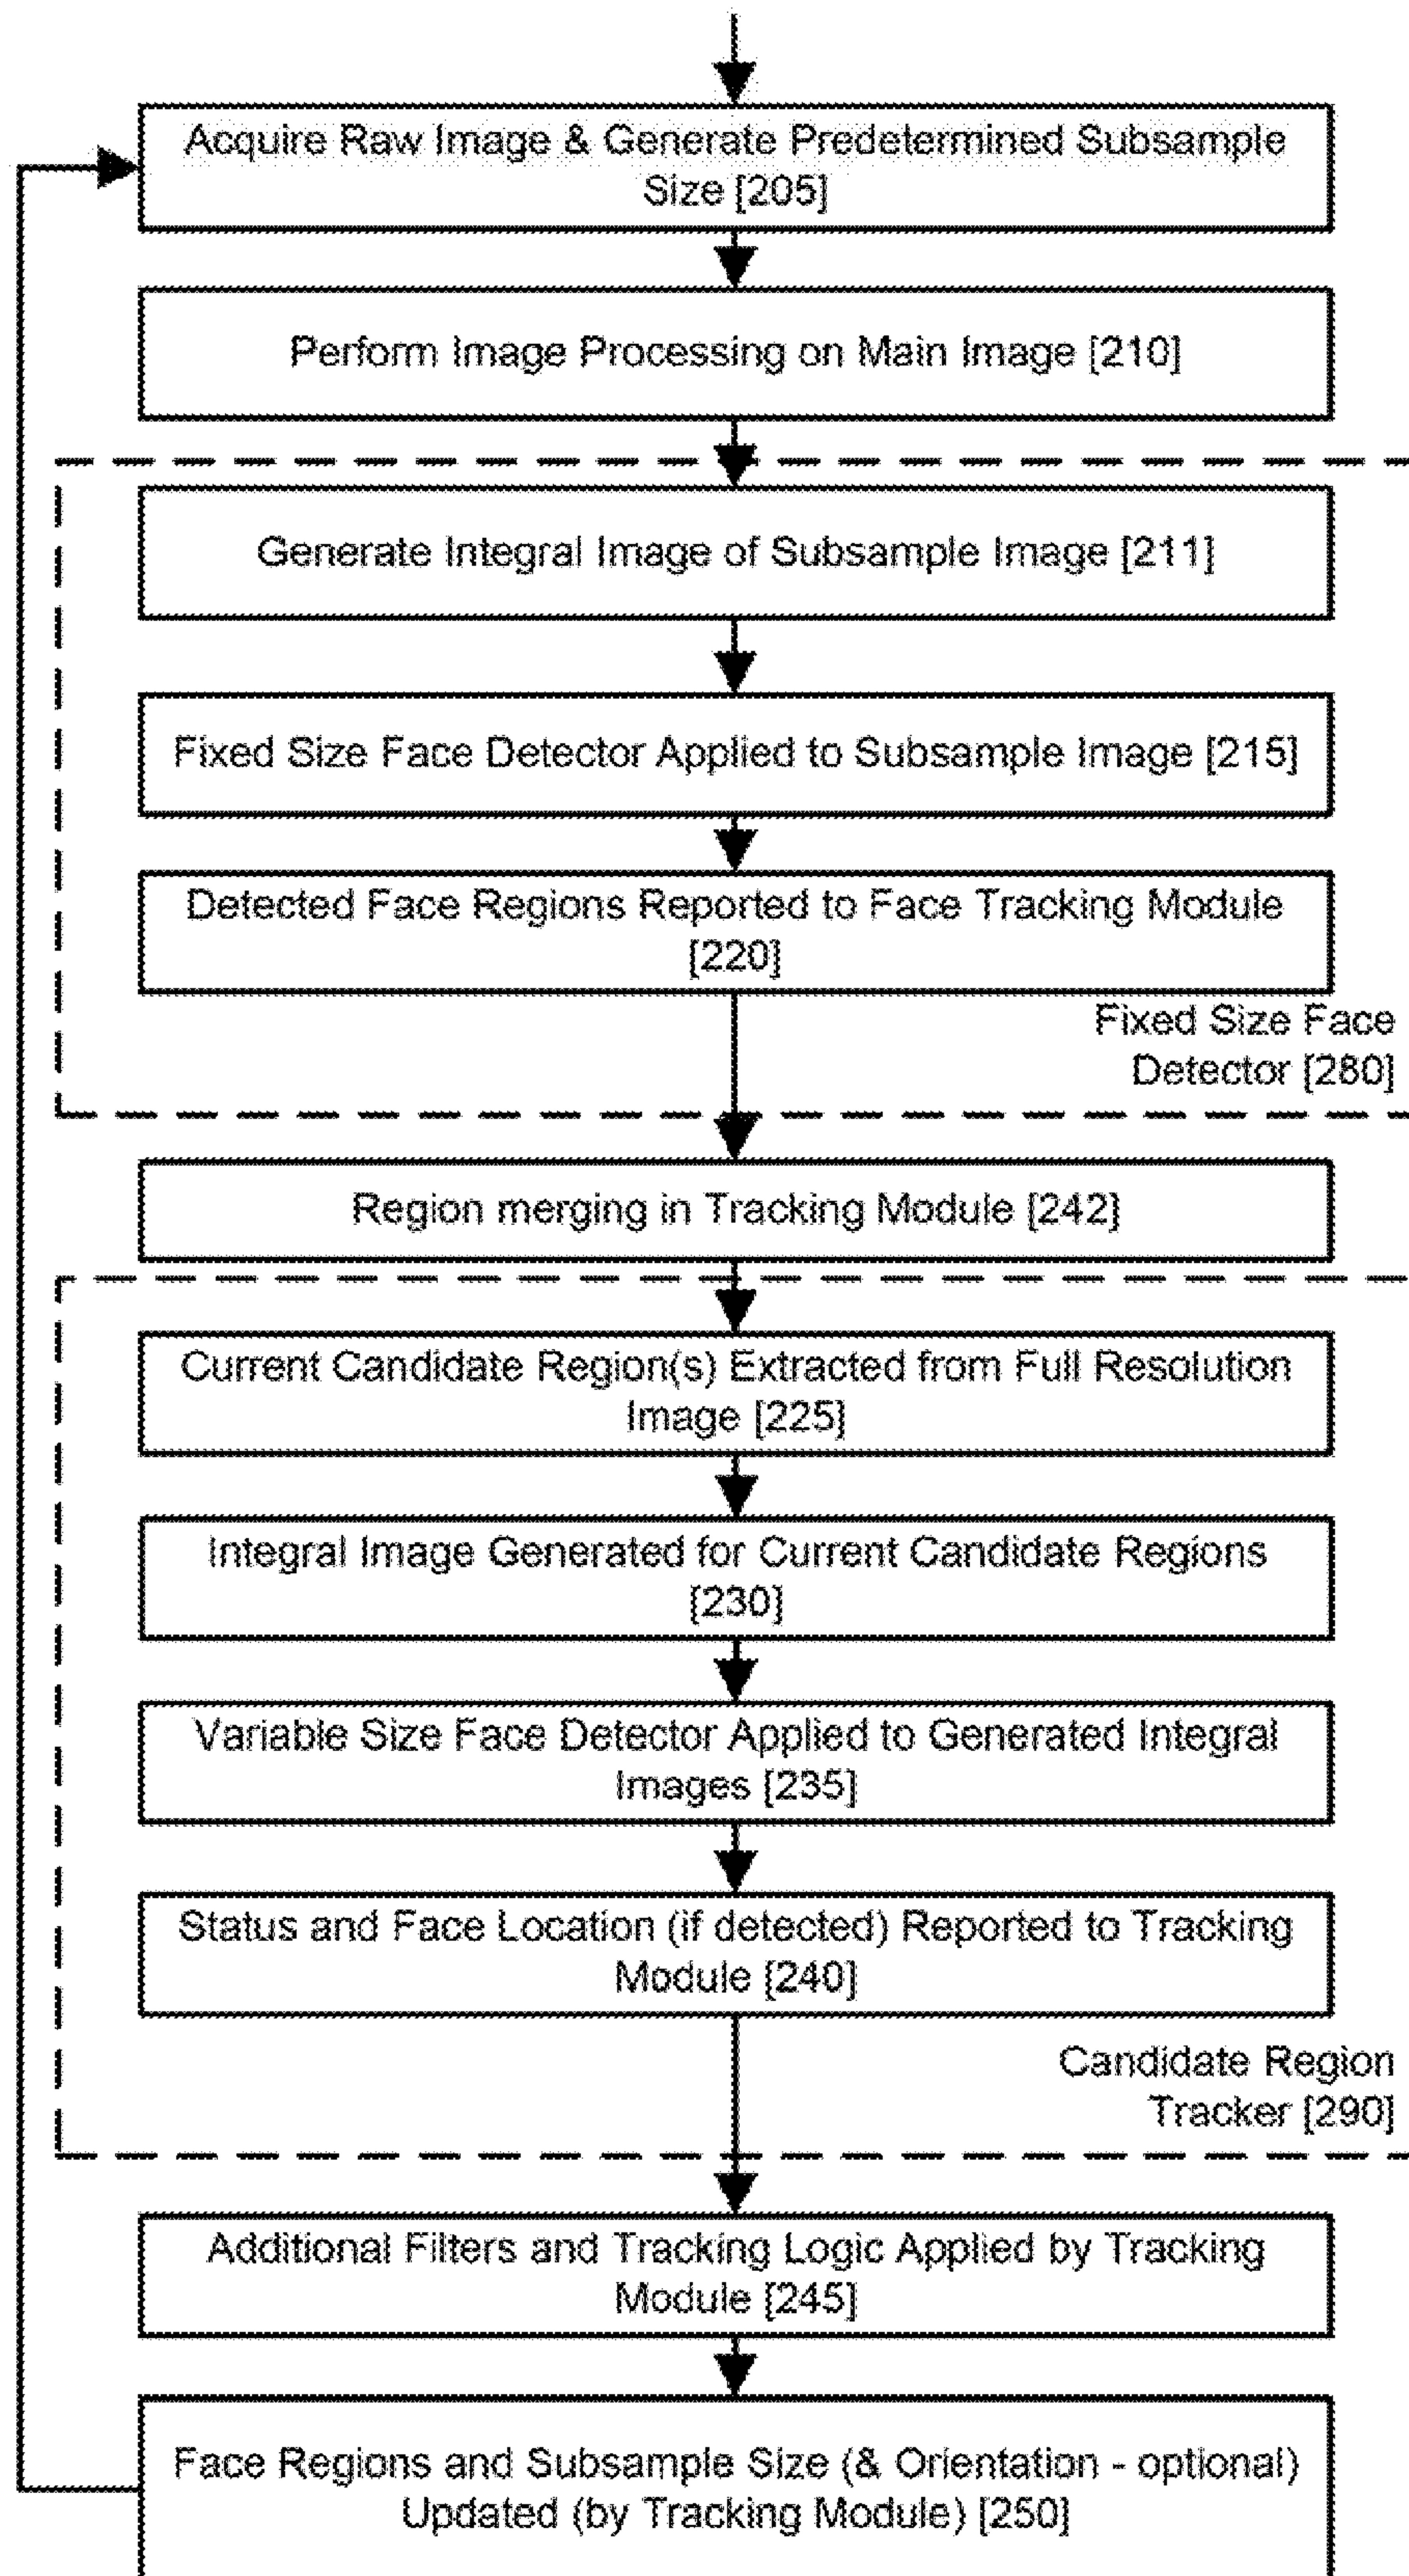 Acquire Raw Image & Generate Predetermined Subsample
Size [205]
Perform Image Processing on Main Image [210]
Generate Integral Image of Subsample Image [211]
Fixed Size Face Detector Applied to Subsample Image [215]
Detected Face Regions Reported to Face Tracking Module
[220]
Fixed Size Face
Detector [280]
Region merging in Tracking Module [242]
Current Candidate Region(s) Extracted from Full Resolution
Image [225]
Integral Image Generated for Current Candidate Regions
[230]
Variable Size Face Detector Applied to Generated Integral
Images [235]
Status and Face Location (if detected) Reported to Tracking
Module [240]
Candidate Region
Tracker [290]
Additional Filters and Tracking Logic Applied by Tracking
Module [245]
Face Regions and Subsample Size (& Orientation - optional)
Updated (by Tracking Module) [250]